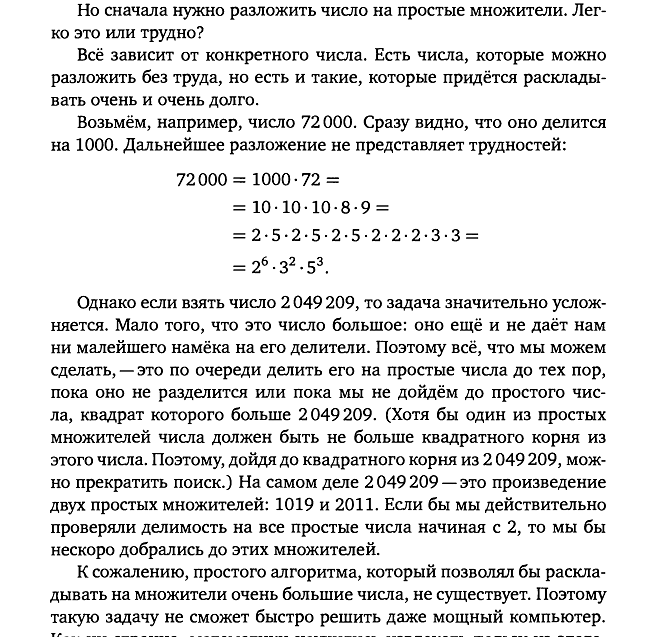 Но сначала нужно разложить число на простые множители. Лег-
ко это или трудно?
Всё зависит от конкретного числа. Есть числа, которые можно
разложить без труда, но есть и такие, которые придётся расклады-
вать очень и очень долго.
Возьмём, например, число 72 000. Сразу видно, что оно делится
на 1000. Дальнейшее разложение не представляет трудностей:
72 000 = 1000 · 72 =
= 10 · 10 · 10 · 8 · 9 =
= 2 · 5 · 2 · 5 · 2 · 5 · 2 · 2 · 2 · 3 · 3 =
= 2⁶ · 3² · 5³.
Однако если взять число 2 049 209, то задача значительно услож-
няется. Мало того, что это число большое: оно ещё и не даёт нам
ни малейшего намёка на его делители. Поэтому всё, что мы можем
сделать, — это по очереди делить его на простые числа до тех пор,
пока оно не разделится или пока мы не дойдём до простого чис-
ла, квадрат которого больше 2 049 209. (Хотя бы один из простых
множителей числа должен быть не больше квадратного корня из
этого числа. Поэтому, дойдя до квадратного корня из 2 049 209, мож-
но прекратить поиск.) На самом деле 2 049 209 — это произведение
двух простых множителей: 1019 и 2011. Если бы мы действительно
проверяли делимость на все простые числа начиная с 2, то мы бы
нескоро добрались до этих множителей.
К сожалению, простого алгоритма, который позволял бы раскла-
дывать на множители очень большие числа, не существует. Поэтому
такую задачу не сможет быстро решить даже мощный компьютер.